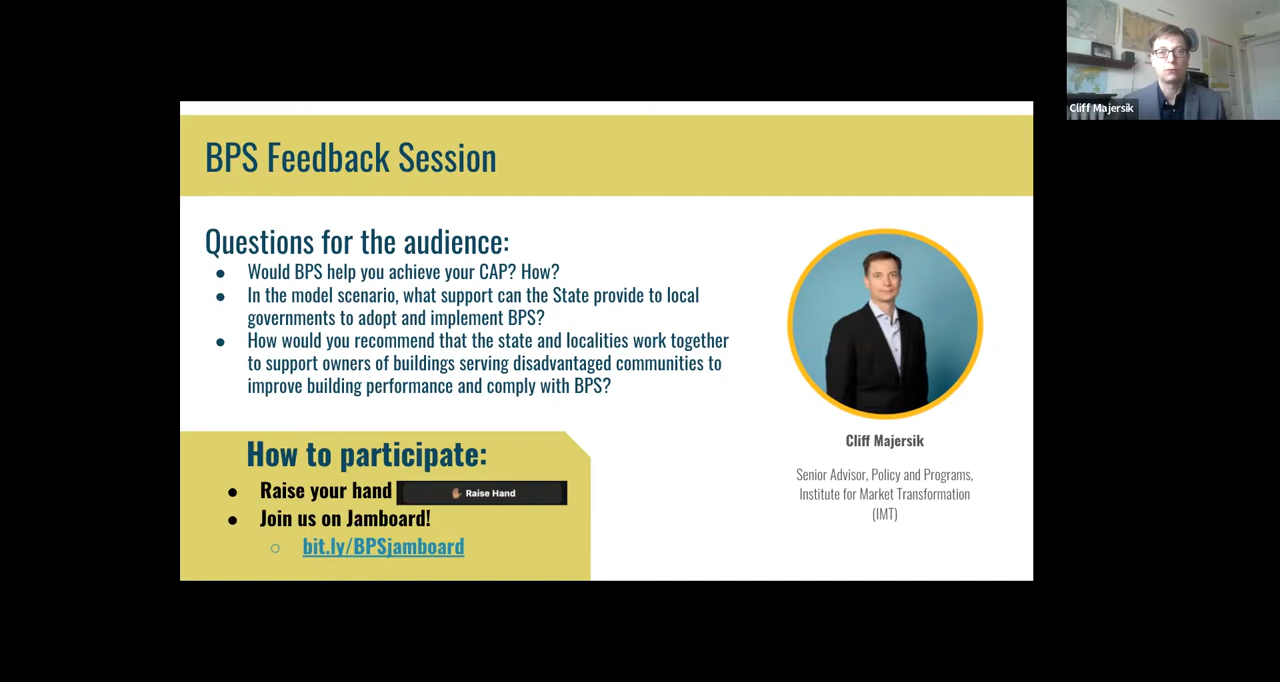 Cliff Majersik
BPS Feedback Session
Questions for the audience:
● Would BPS help you achieve your CAP? How?
● In the model scenario, what support can the State provide to local
governments to adopt and implement BPS?
● How would you recommend that the state and localities work together
to support owners of buildings serving disadvantaged communities to
improve building performance and comply with BPS?
How to participate:
● Raise your hand Raise Hand
● Join us on Jamboard!
○ bit.ly/BPSjamboard
Cliff Majersik
Senior Advisor, Policy and Programs,
Institute for Market Transformation
(IMT)